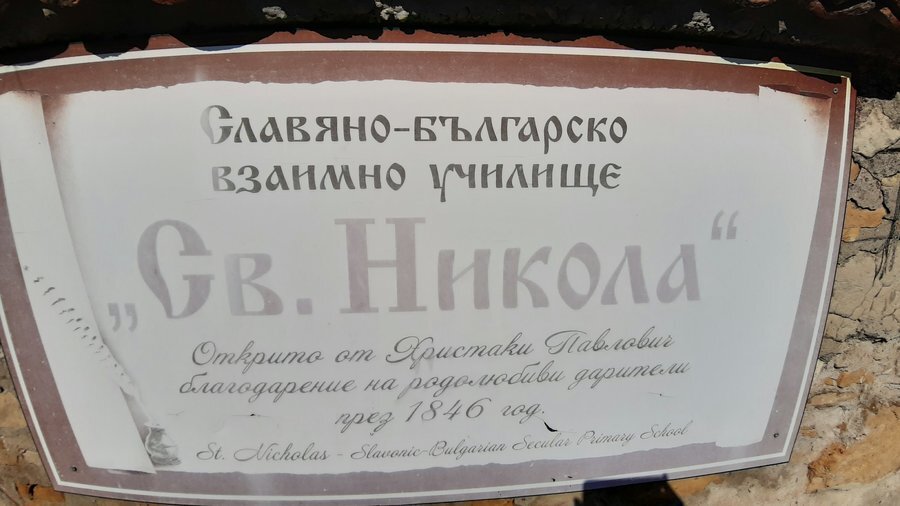 Славяно-българско
взаимно училище
„Св. Никола“
Открито от Христаки Павлович
благодарение на родолюбиви дарители
през 1846 год.
St. Nicholas - Slavonic-Bulgarian Secular Primary School